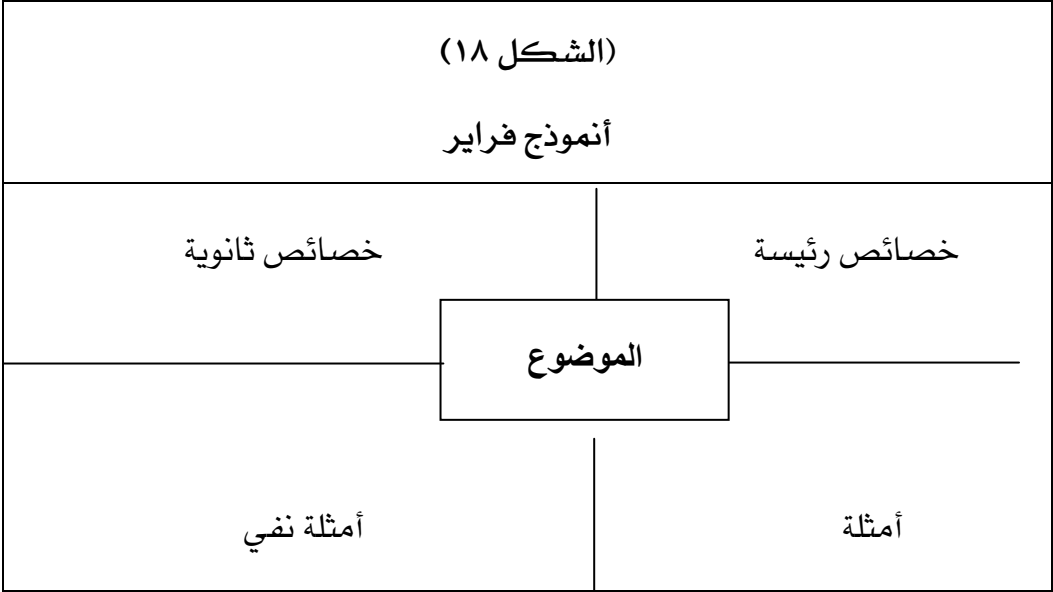 (الشكل ١٨)
أنموذج فراير
خصائص رئيسة
خصائص ثانوية
الموضوع
أمثلة
أمثلة نفي